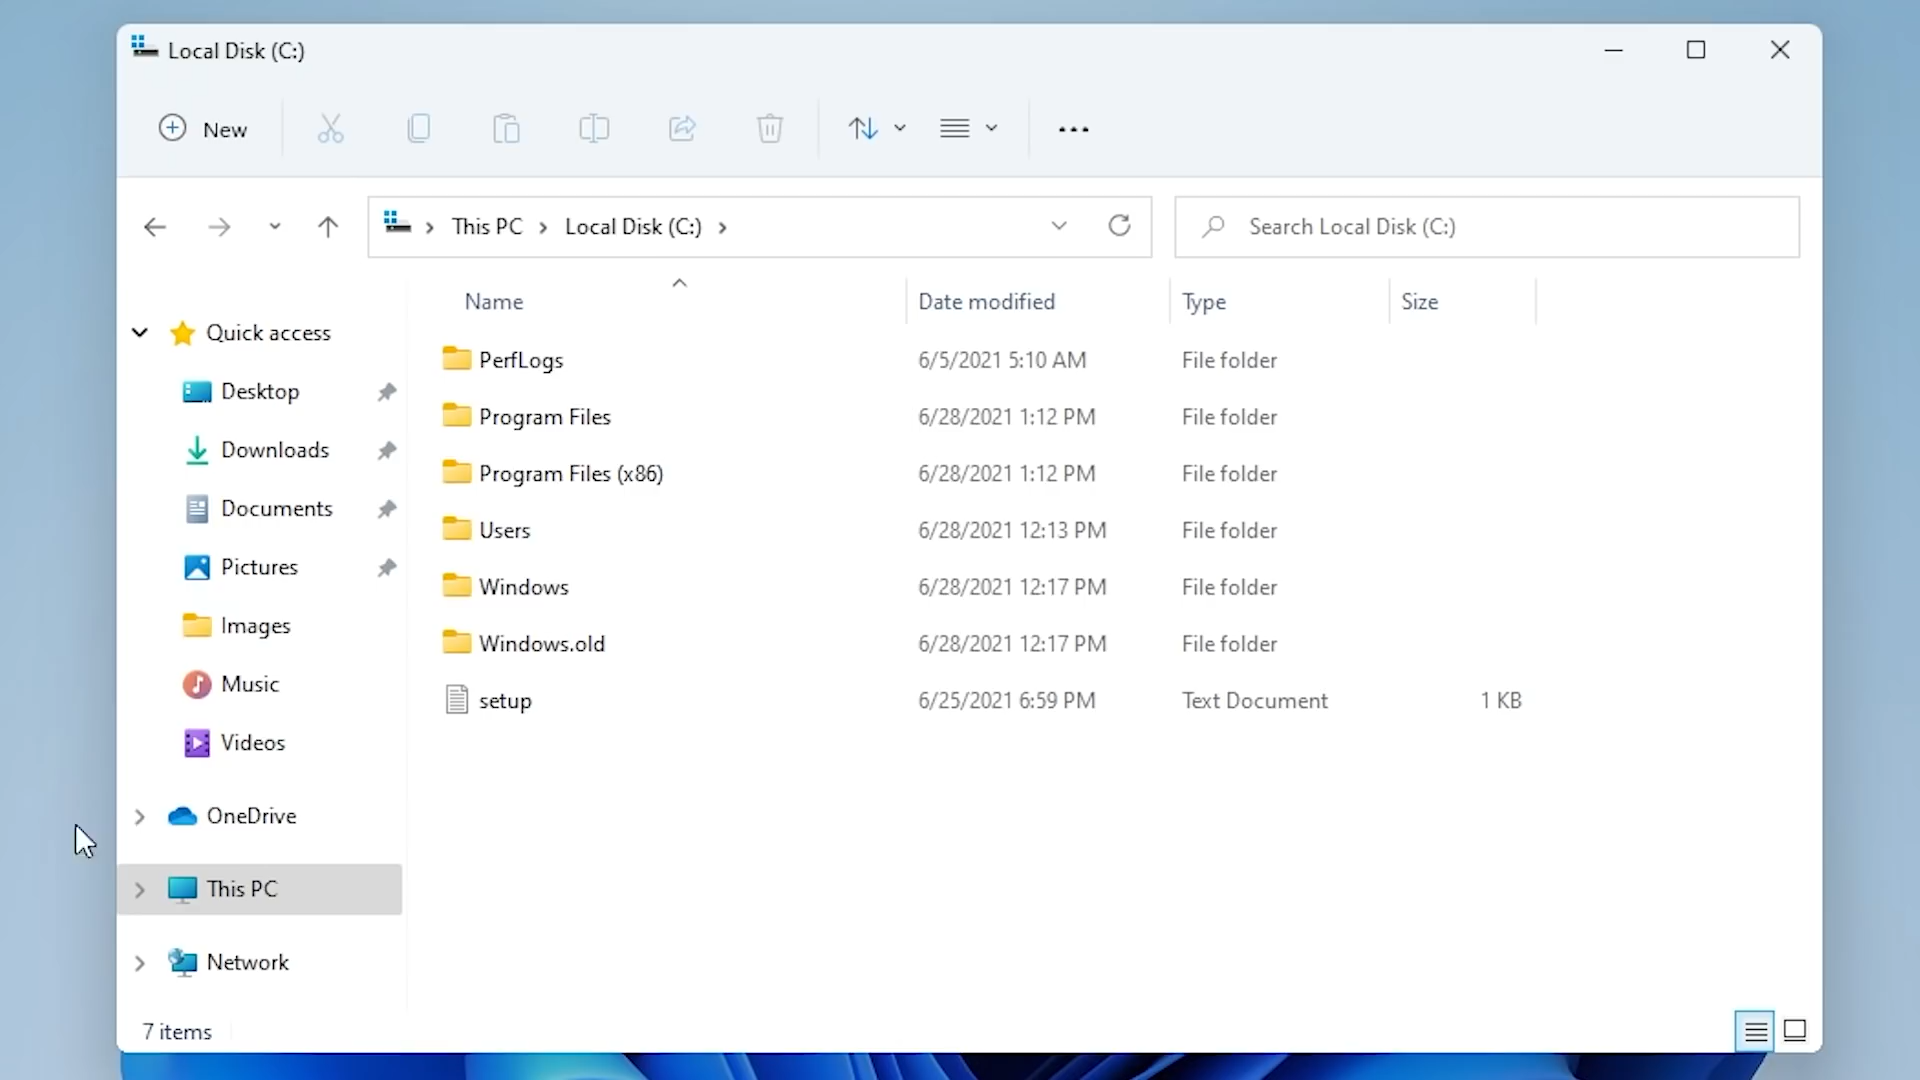 Local Disk (C:)
New
This PC Local Disk (C:)
Search Local Disk (C:)
Name Date modified Type Size
Quick access
Desktop
Downloads
Documents
Pictures
Images
Music
Videos
OneDrive
This PC
Network
PerfLogs 6/5/2021 5:10 AM File folder
Program Files 6/28/2021 1:12 PM File folder
Program Files (x86) 6/28/2021 1:12 PM File folder
Users 6/28/2021 12:13 PM File folder
Windows 6/28/2021 12:17 PM File folder
Windows.old 6/28/2021 12:17 PM File folder
setup 6/25/2021 6:59 PM Text Document 1 KB
7 items